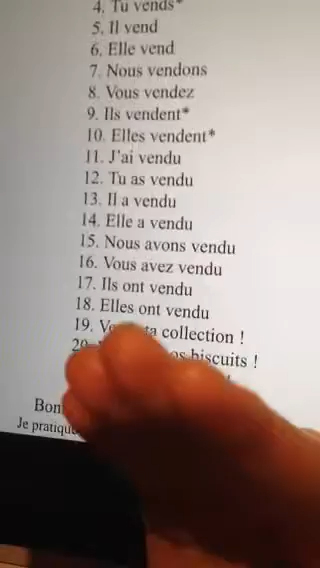 4. Tu vends*
5. Il vend
6. Elle vend
7. Nous vendons
8. Vous vendez
9. Ils vendent*
10. Elles vendent*
11. J'ai vendu
12. Tu as vendu
13. Il a vendu
14. Elle a vendu
15. Nous avons vendu
16. Vous avez vendu
17. Ils ont vendu
18. Elles ont vendu
19. ta collection !
20. biscuits !
Je